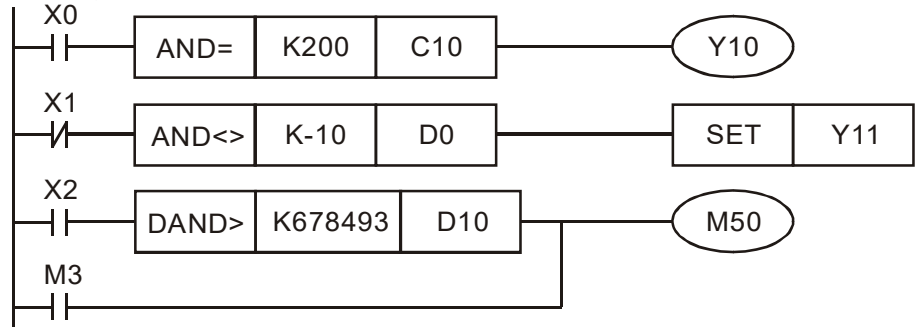 X0
AND= K200 C10 Y10
X1
AND<> K-10 D0 SET Y11
X2
DAND> K678493 D10 M50
M3